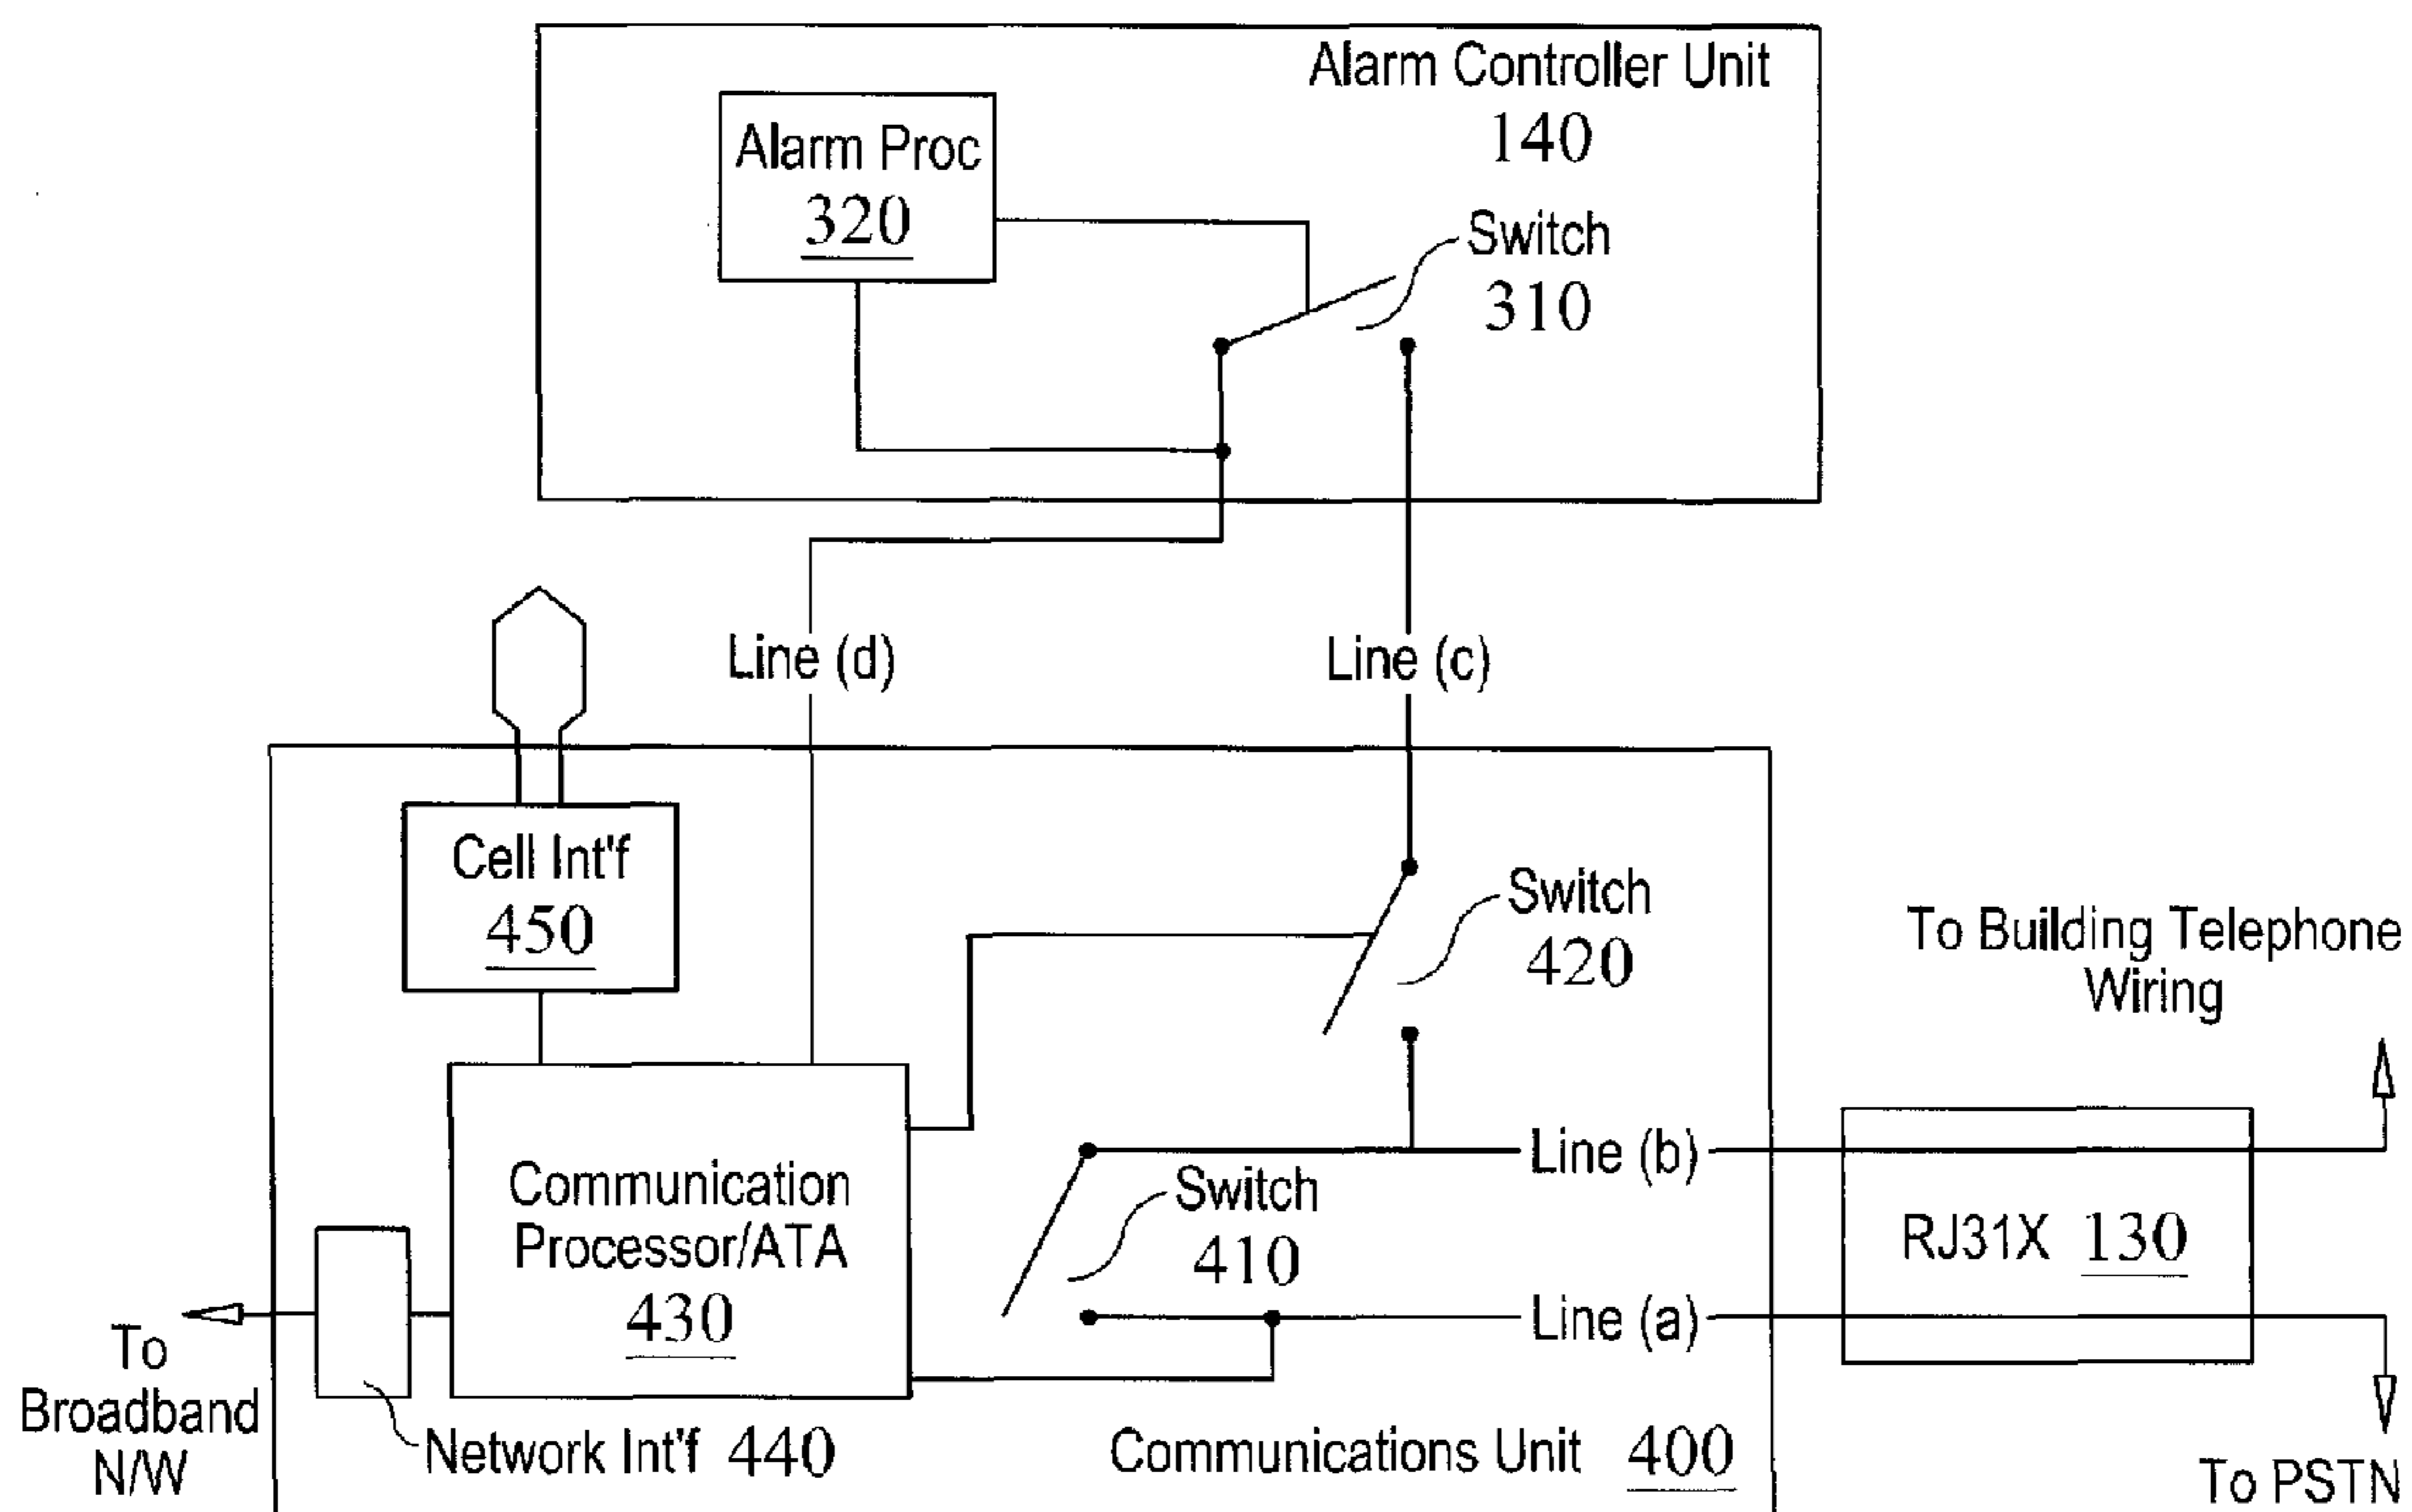 Alarm Controller Unit
140
Alarm Proc
320
Switch
310
Line (d)
Line (c)
Cell Int'f
450
Switch
420
To Building Telephone
Wiring
Communication
Processor/ATA
430
Switch
410
Line (b)
RJ31X 130
Line (a)
To
Broadband
N/W
Network Int'f 440
Communications Unit 400
To PSTN